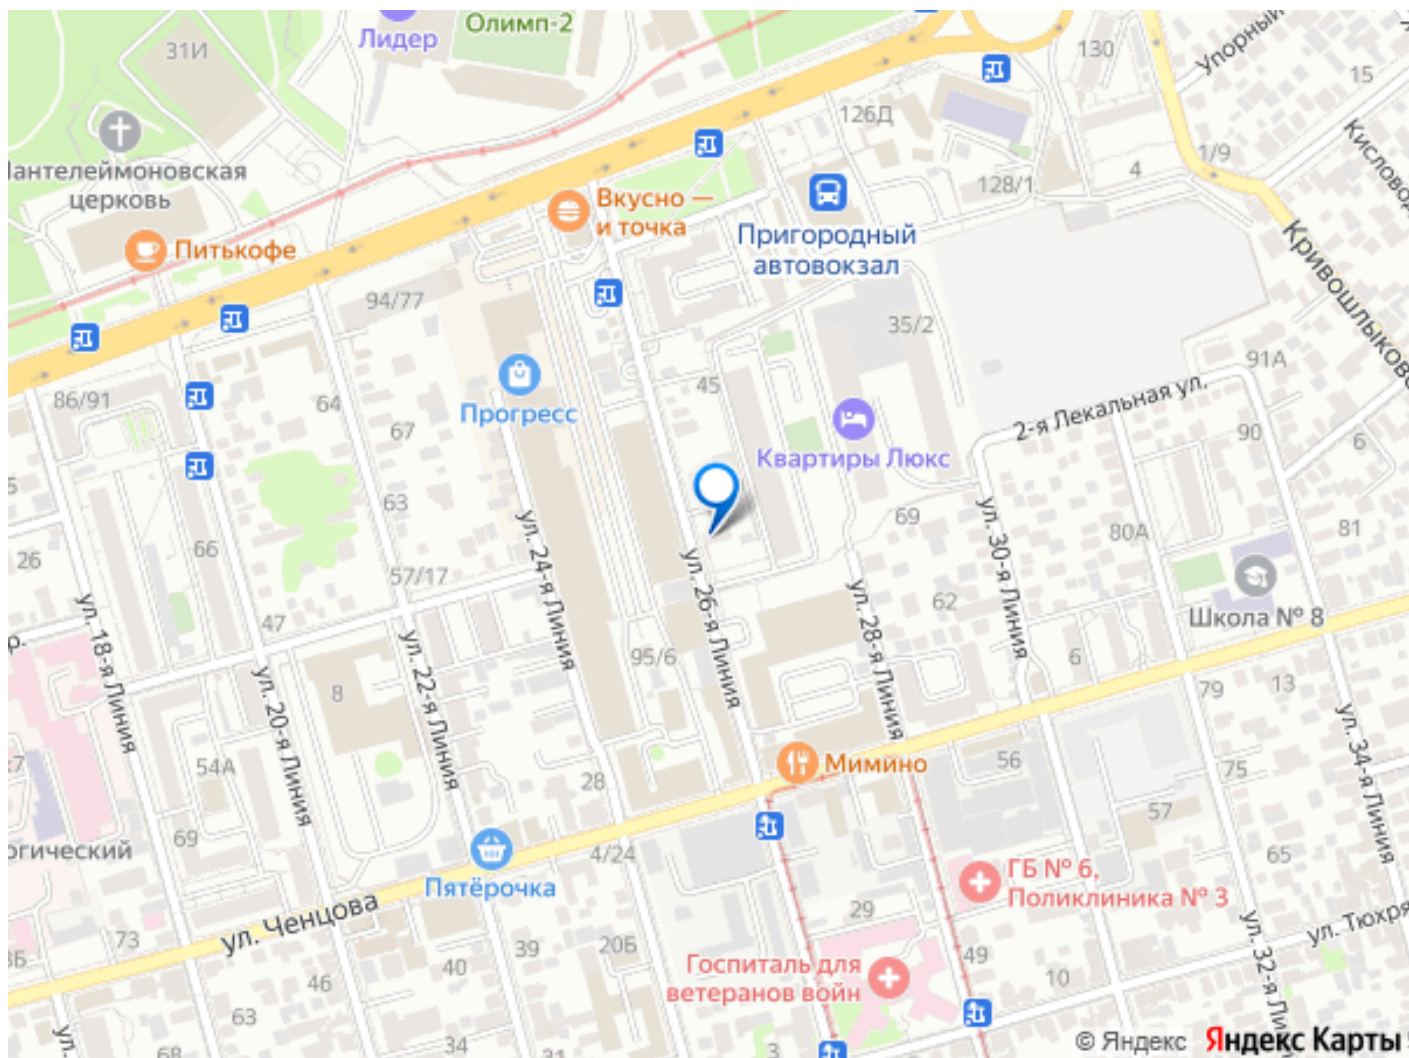 Олимп-2
Лидер
31И
130
Упорный
15
126Д
1/9
4
128/1
Пантелеймоновская
церковь
Вкусно —
и точка
Питькофе
Пригородный
автовокзал
94/77
35/2
Кривошлыковс
91А
86/91
64
67
Прогресс
45
2-я Лекальная ул.
Квартиры Люкс
90
6
63
69
80А
81
26
66
57/17
62
Школа № 8
47
ул. 18-я Линия
ул. 20-я Линия
ул. 22-я Линия
ул. 24-я Линия
ул. 26-я Линия
ул. 28-я Линия
ул. 30-я Линия
95/6
8
6
79
13
54А
28
Мимино
56
75
57
ул. 34-я Линия
69
огический
4/24
65
Пятёрочка
ГБ № 6,
Поликлиника № 3
ул. Ченцова
29
73
39
20Б
40
46
Госпиталь для
ветеранов войн
49
10
ул. 32-я Лин
ул. Тюхря
63
ул.
68
34
31
3
© Яндекс Яндекс Карты